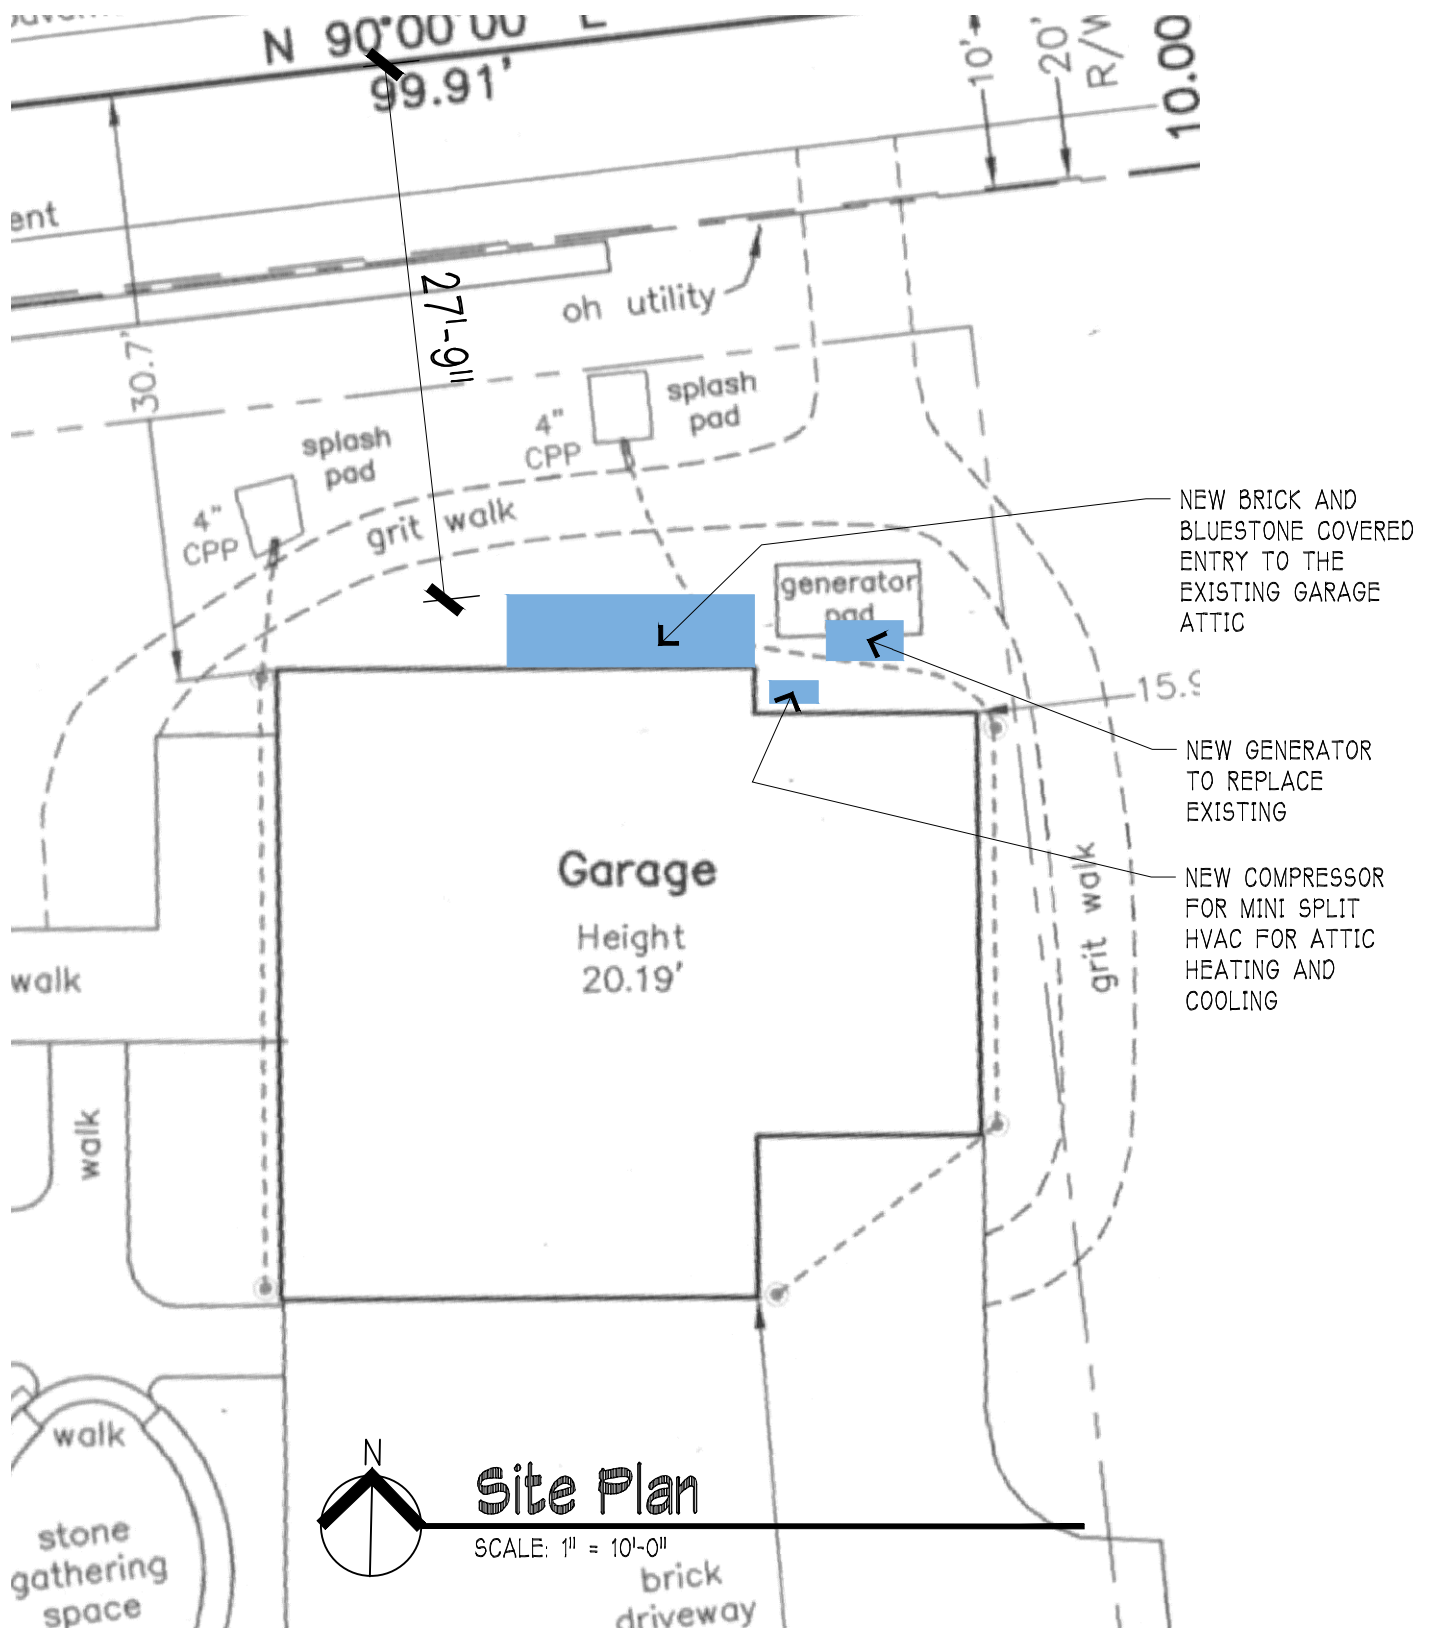 N 90°00'00" E
99.91'
10'
20'
R/W
10.00
ent
oh utility
27'-9"
30.7'
splash
pad
4"
CPP
splash
pad
4"
CPP
grit walk
generator
pad
NEW BRICK AND
BLUESTONE COVERED
ENTRY TO THE
EXISTING GARAGE
ATTIC
15.9
NEW GENERATOR
TO REPLACE
EXISTING
Garage
Height
20.19'
grit walk
NEW COMPRESSOR
FOR MINI SPLIT
HVAC FOR ATTIC
HEATING AND
COOLING
walk
walk
walk
stone
gathering
space
N
Site Plan
SCALE: 1" = 10'-0"
brick
driveway